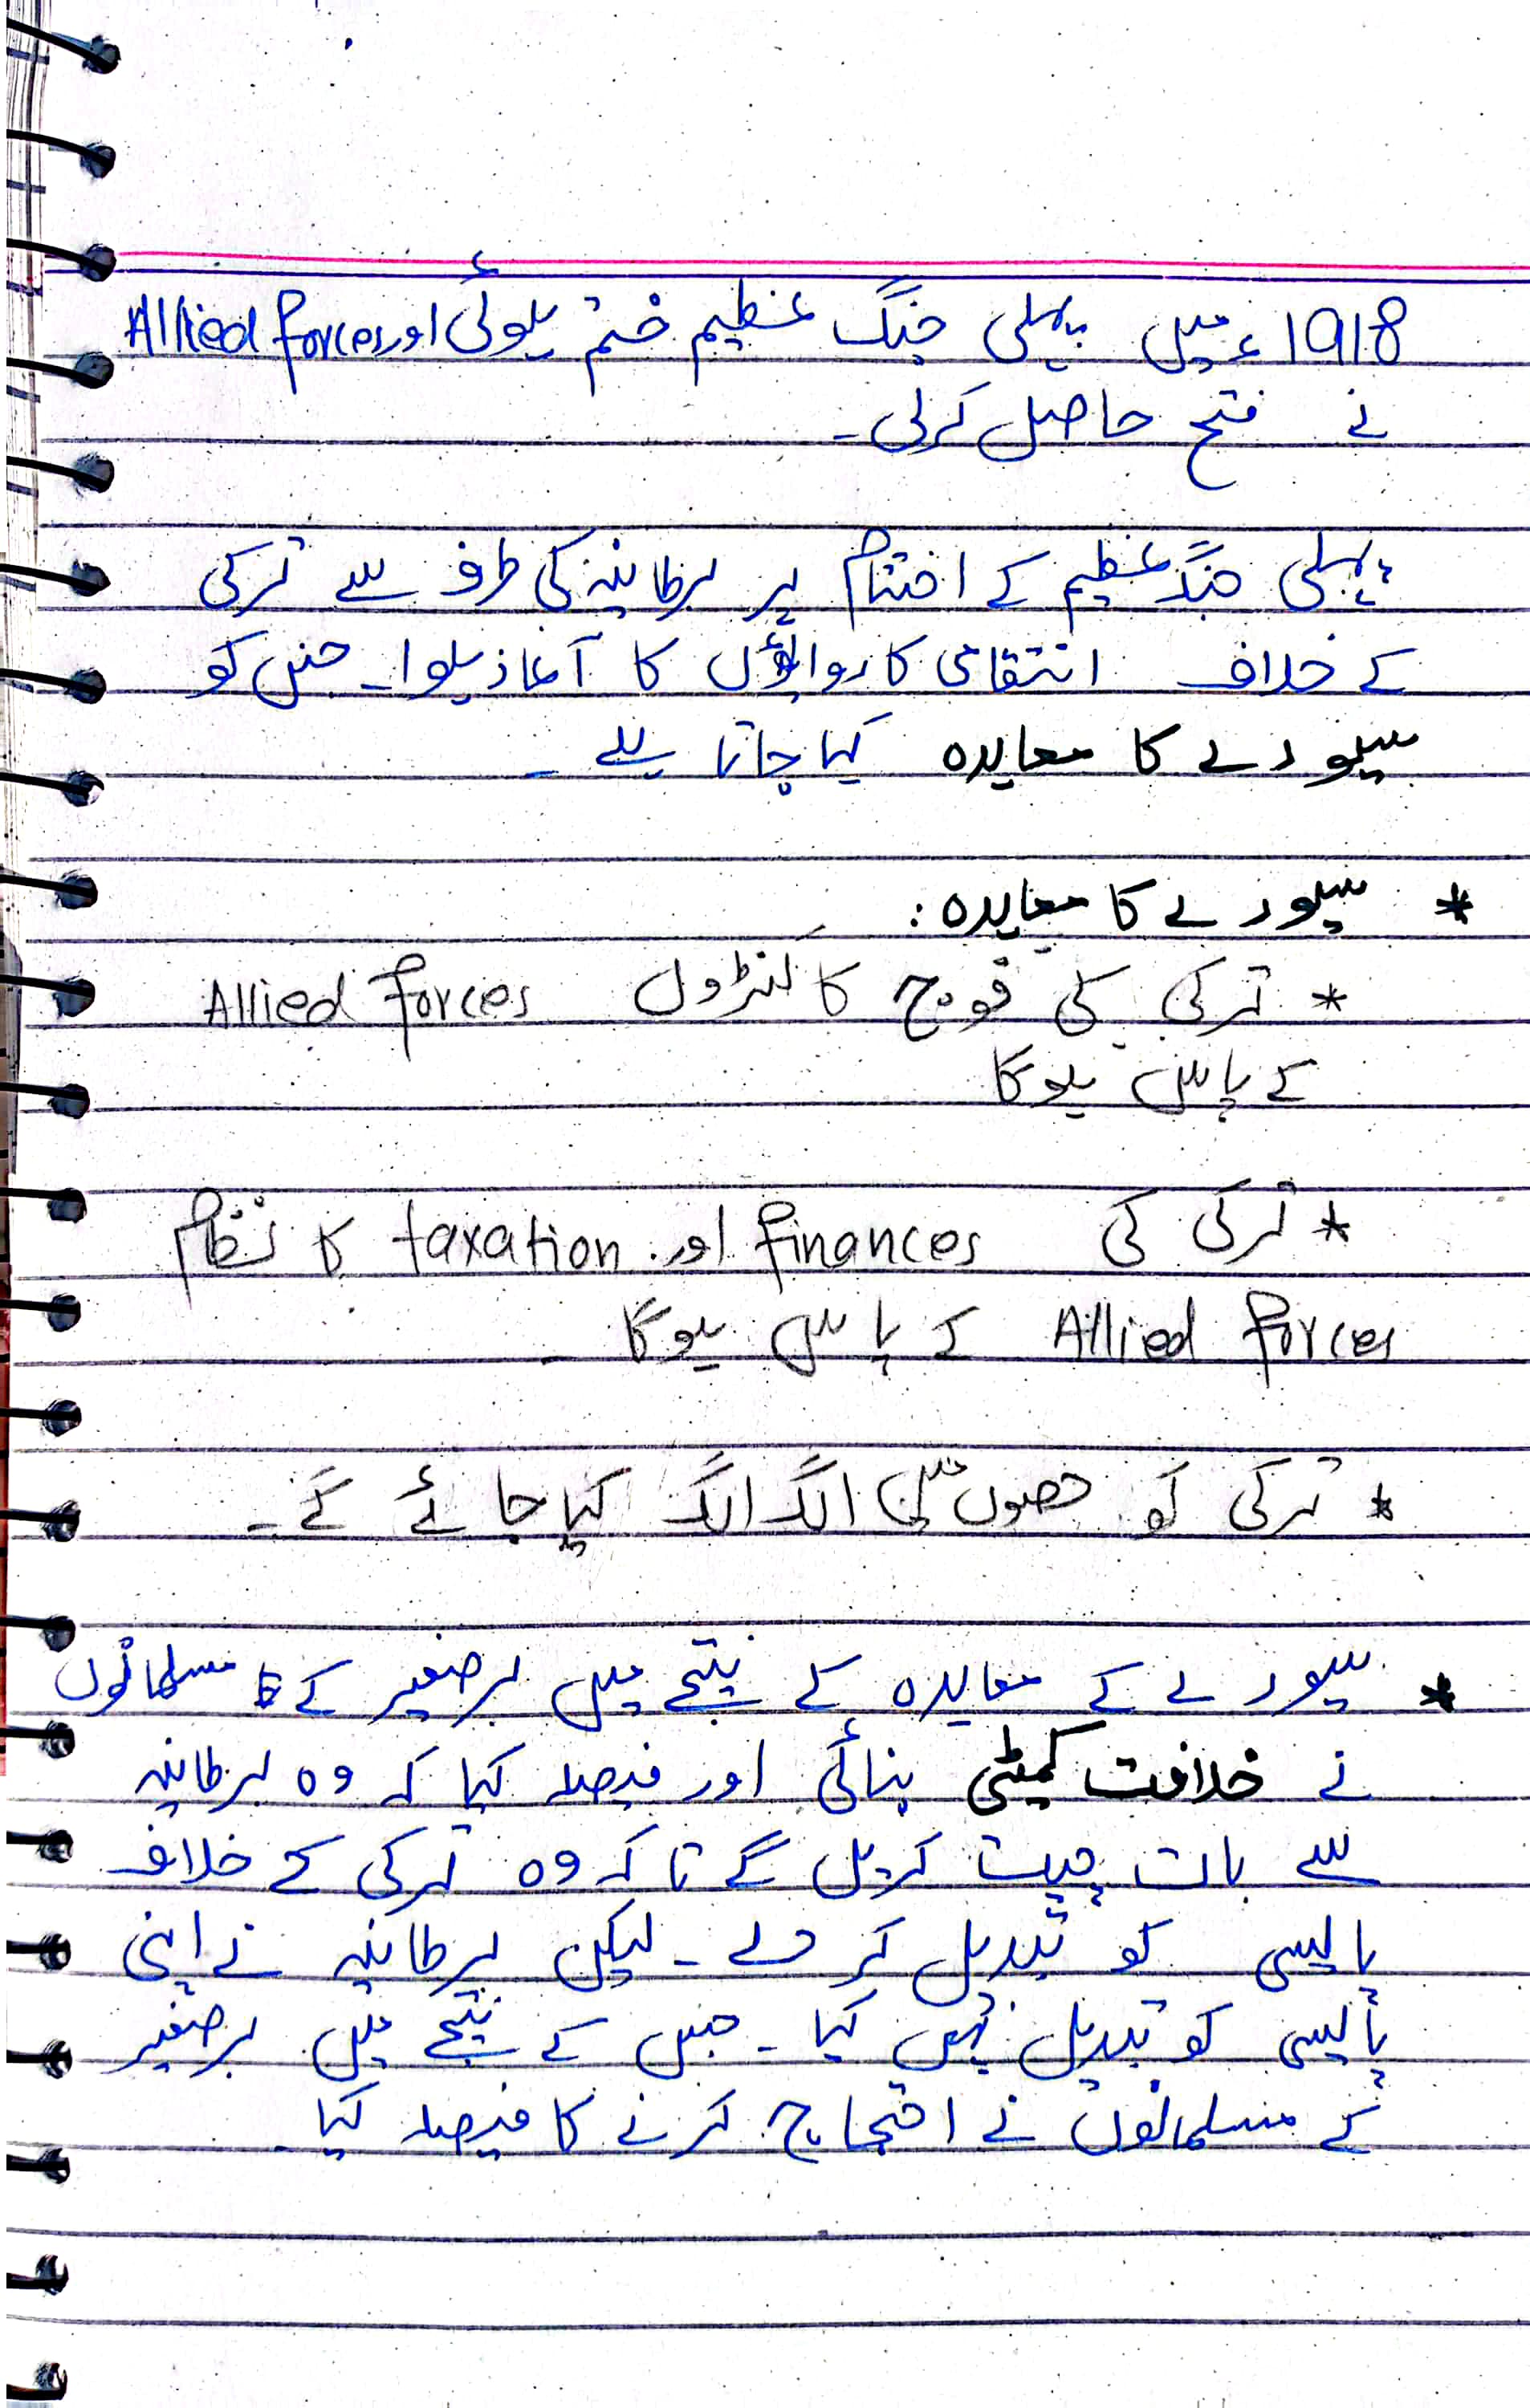 1918ء میں پہلی جنگ عظیم ختم ہوئی اور Allied forces
نے فتح حاصل کرلی۔
پہلی جنگ عظیم کے اختتام پر برطانیہ کی طرف سے ترکی
کے خلاف انتقامی کاروائیوں کا آغاز ہوا۔ جس کو
سیورے کا معاہدہ کہا جاتا ہے۔
* سیورے کا معاہدہ:
* ترکی کی فوج کا کنٹرول Allied Forces
کے پاس ہوگا
* ترکی کی finances اور taxation کا نظام
Allied forces کے پاس ہوگا۔
* ترکی کو حصوں میں الگ الگ کیا جائے گے۔
* سیورے کے معاہدہ کے نتیجے میں برصغیر کے مسلمانوں
نے خلافت کمیٹی بنائی اور فیصلہ کیا کہ وہ برطانیہ
سے بات چیت کریں گے تا کہ وہ ترکی کے خلاف
پالیسی کو تبدیل کر دے۔ لیکن برطانیہ نے اپنی
پالیسی کو تبدیل نہیں کیا۔ جس کے نتیجے میں برصغیر
کے مسلمانوں نے احتجاج کرنے کا فیصلہ کیا۔